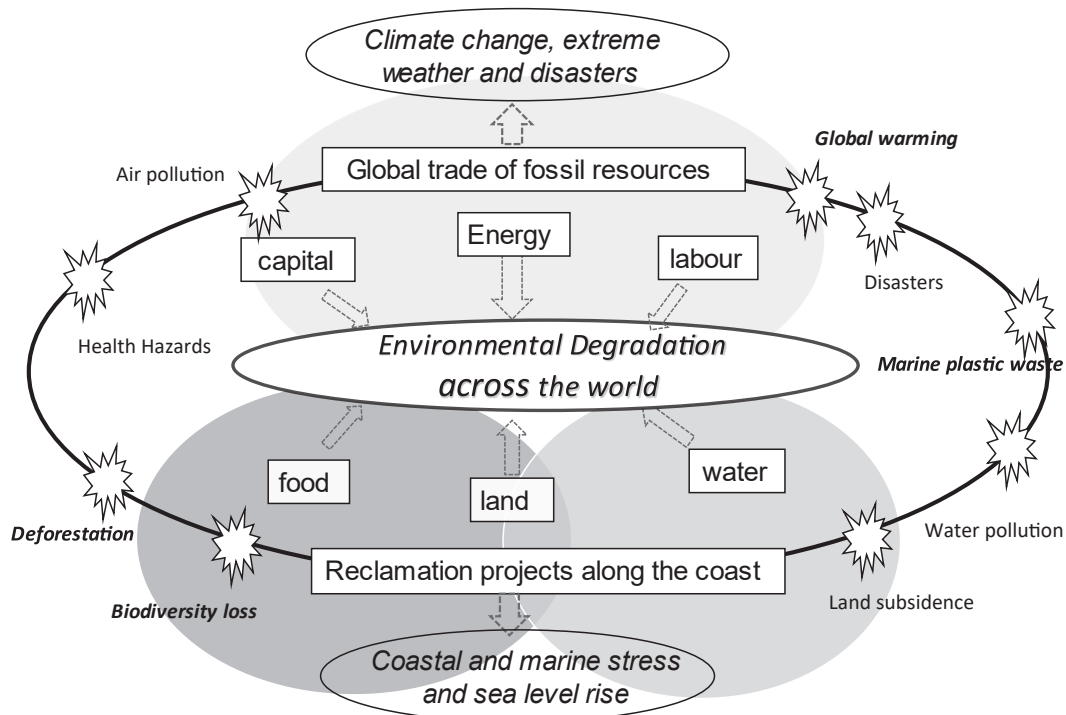 Climate change, extreme
weather and disasters
Global warming
Air pollution
Global trade of fossil resources
Energy
capital
labour
Disasters
Health Hazards
Environmental Degradation
across the world
Marine plastic waste
food
land
water
Deforestation
Water pollution
Reclamation projects along the coast
Biodiversity loss
Land subsidence
Coastal and marine stress
and sea level rise